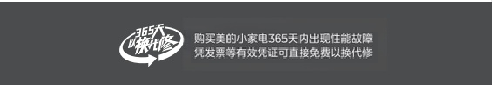 365天
以换代修
购买美的小家电365天内出现性能故障
凭发票等有效凭证可直接免费以换代修